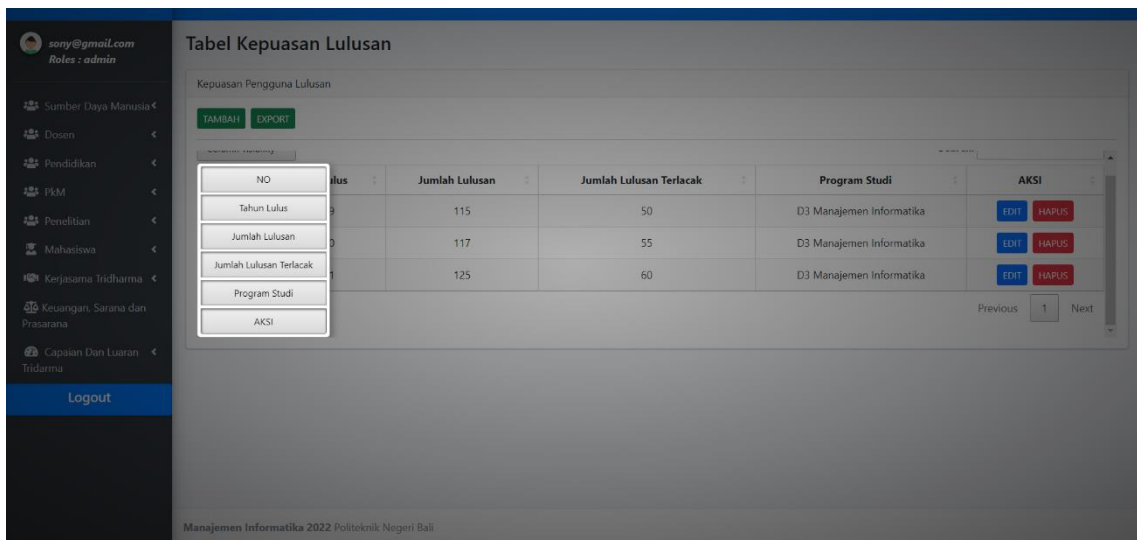 sony@gmail.com
Roles : admin
Sumber Daya Manusia
Dosen
Pendidikan
PkM
Penelitian
Mahasiswa
Kerjasama Tridharma
Keuangan, Sarana dan
Prasarana
Capaian Dan Luaran
Tridarma
Logout
Tabel Kepuasan Lulusan
Kepuasan Pengguna Lulusan
TAMBAH EXPORT
NO
Tahun Lulus
Jumlah Lulusan
Jumlah Lulusan Terlacak
Program Studi
AKSI
Jumlah Lulusan Jumlah Lulusan Terlacak Program Studi AKSI
115 50 D3 Manajemen Informatika EDIT HAPUS
117 55 D3 Manajemen Informatika EDIT HAPUS
125 60 D3 Manajemen Informatika EDIT HAPUS
Previous 1 Next
Manajemen Informatika 2022 Politeknik Negeri Bali